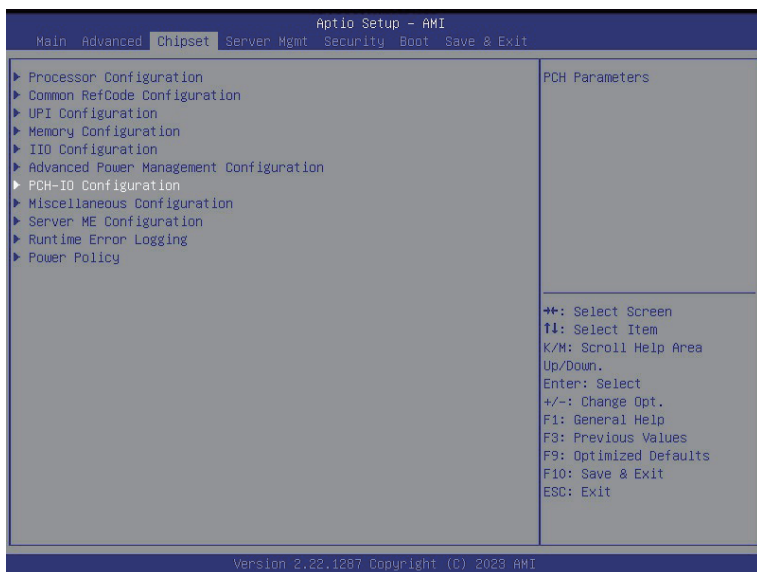 Aptio Setup – AMI
Main Advanced Chipset Server Mgmt Security Boot Save & Exit
▶ Processor Configuration
▶ Common RefCode Configuration
▶ UPI Configuration
▶ Memory Configuration
▶ IIO Configuration
▶ Advanced Power Management Configuration
▶ PCH-IO Configuration
▶ Miscellaneous Configuration
▶ Server ME Configuration
▶ Runtime Error Logging
▶ Power Policy
PCH Parameters
→←: Select Screen
↑↓: Select Item
K/M: Scroll Help Area
Up/Down.
Enter: Select
+/-: Change Opt.
F1: General Help
F3: Previous Values
F9: Optimized Defaults
F10: Save & Exit
ESC: Exit
Version 2.22.1287 Copyright (C) 2023 AMI